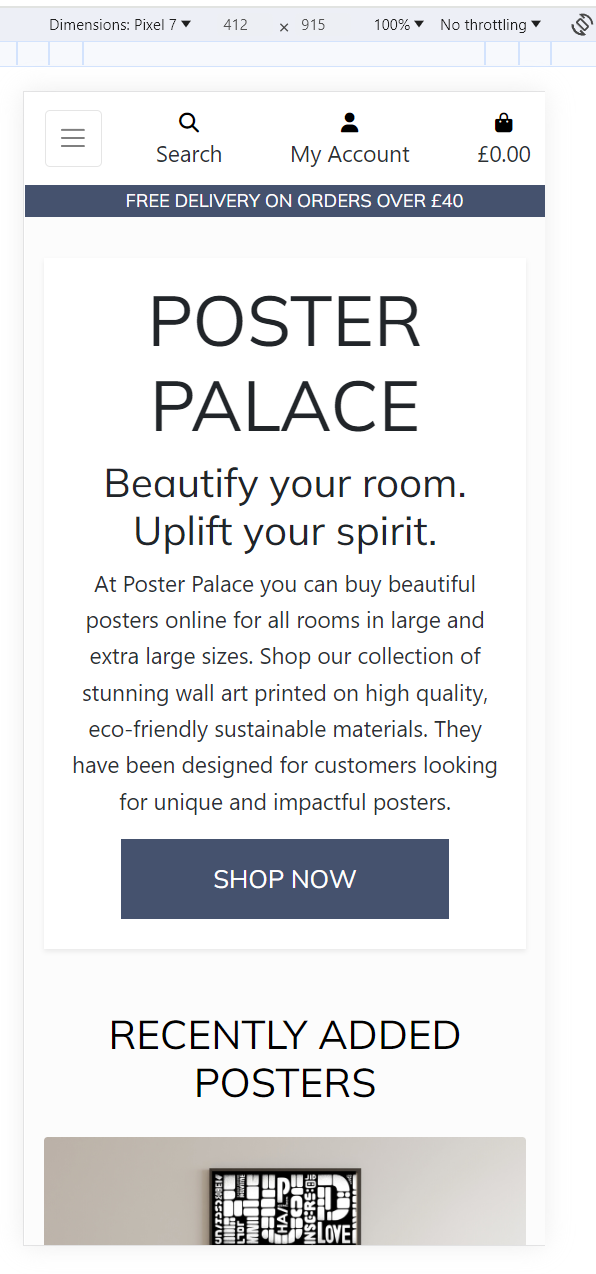 Dimensions: Pixel 7 412 × 915 100% No throttling
Search My Account £0.00
FREE DELIVERY ON ORDERS OVER £40
POSTER
PALACE
Beautify your room.
Uplift your spirit.
At Poster Palace you can buy beautiful
posters online for all rooms in large and
extra large sizes. Shop our collection of
stunning wall art printed on high quality,
eco-friendly sustainable materials. They
have been designed for customers looking
for unique and impactful posters.
SHOP NOW
RECENTLY ADDED
POSTERS
LOVE